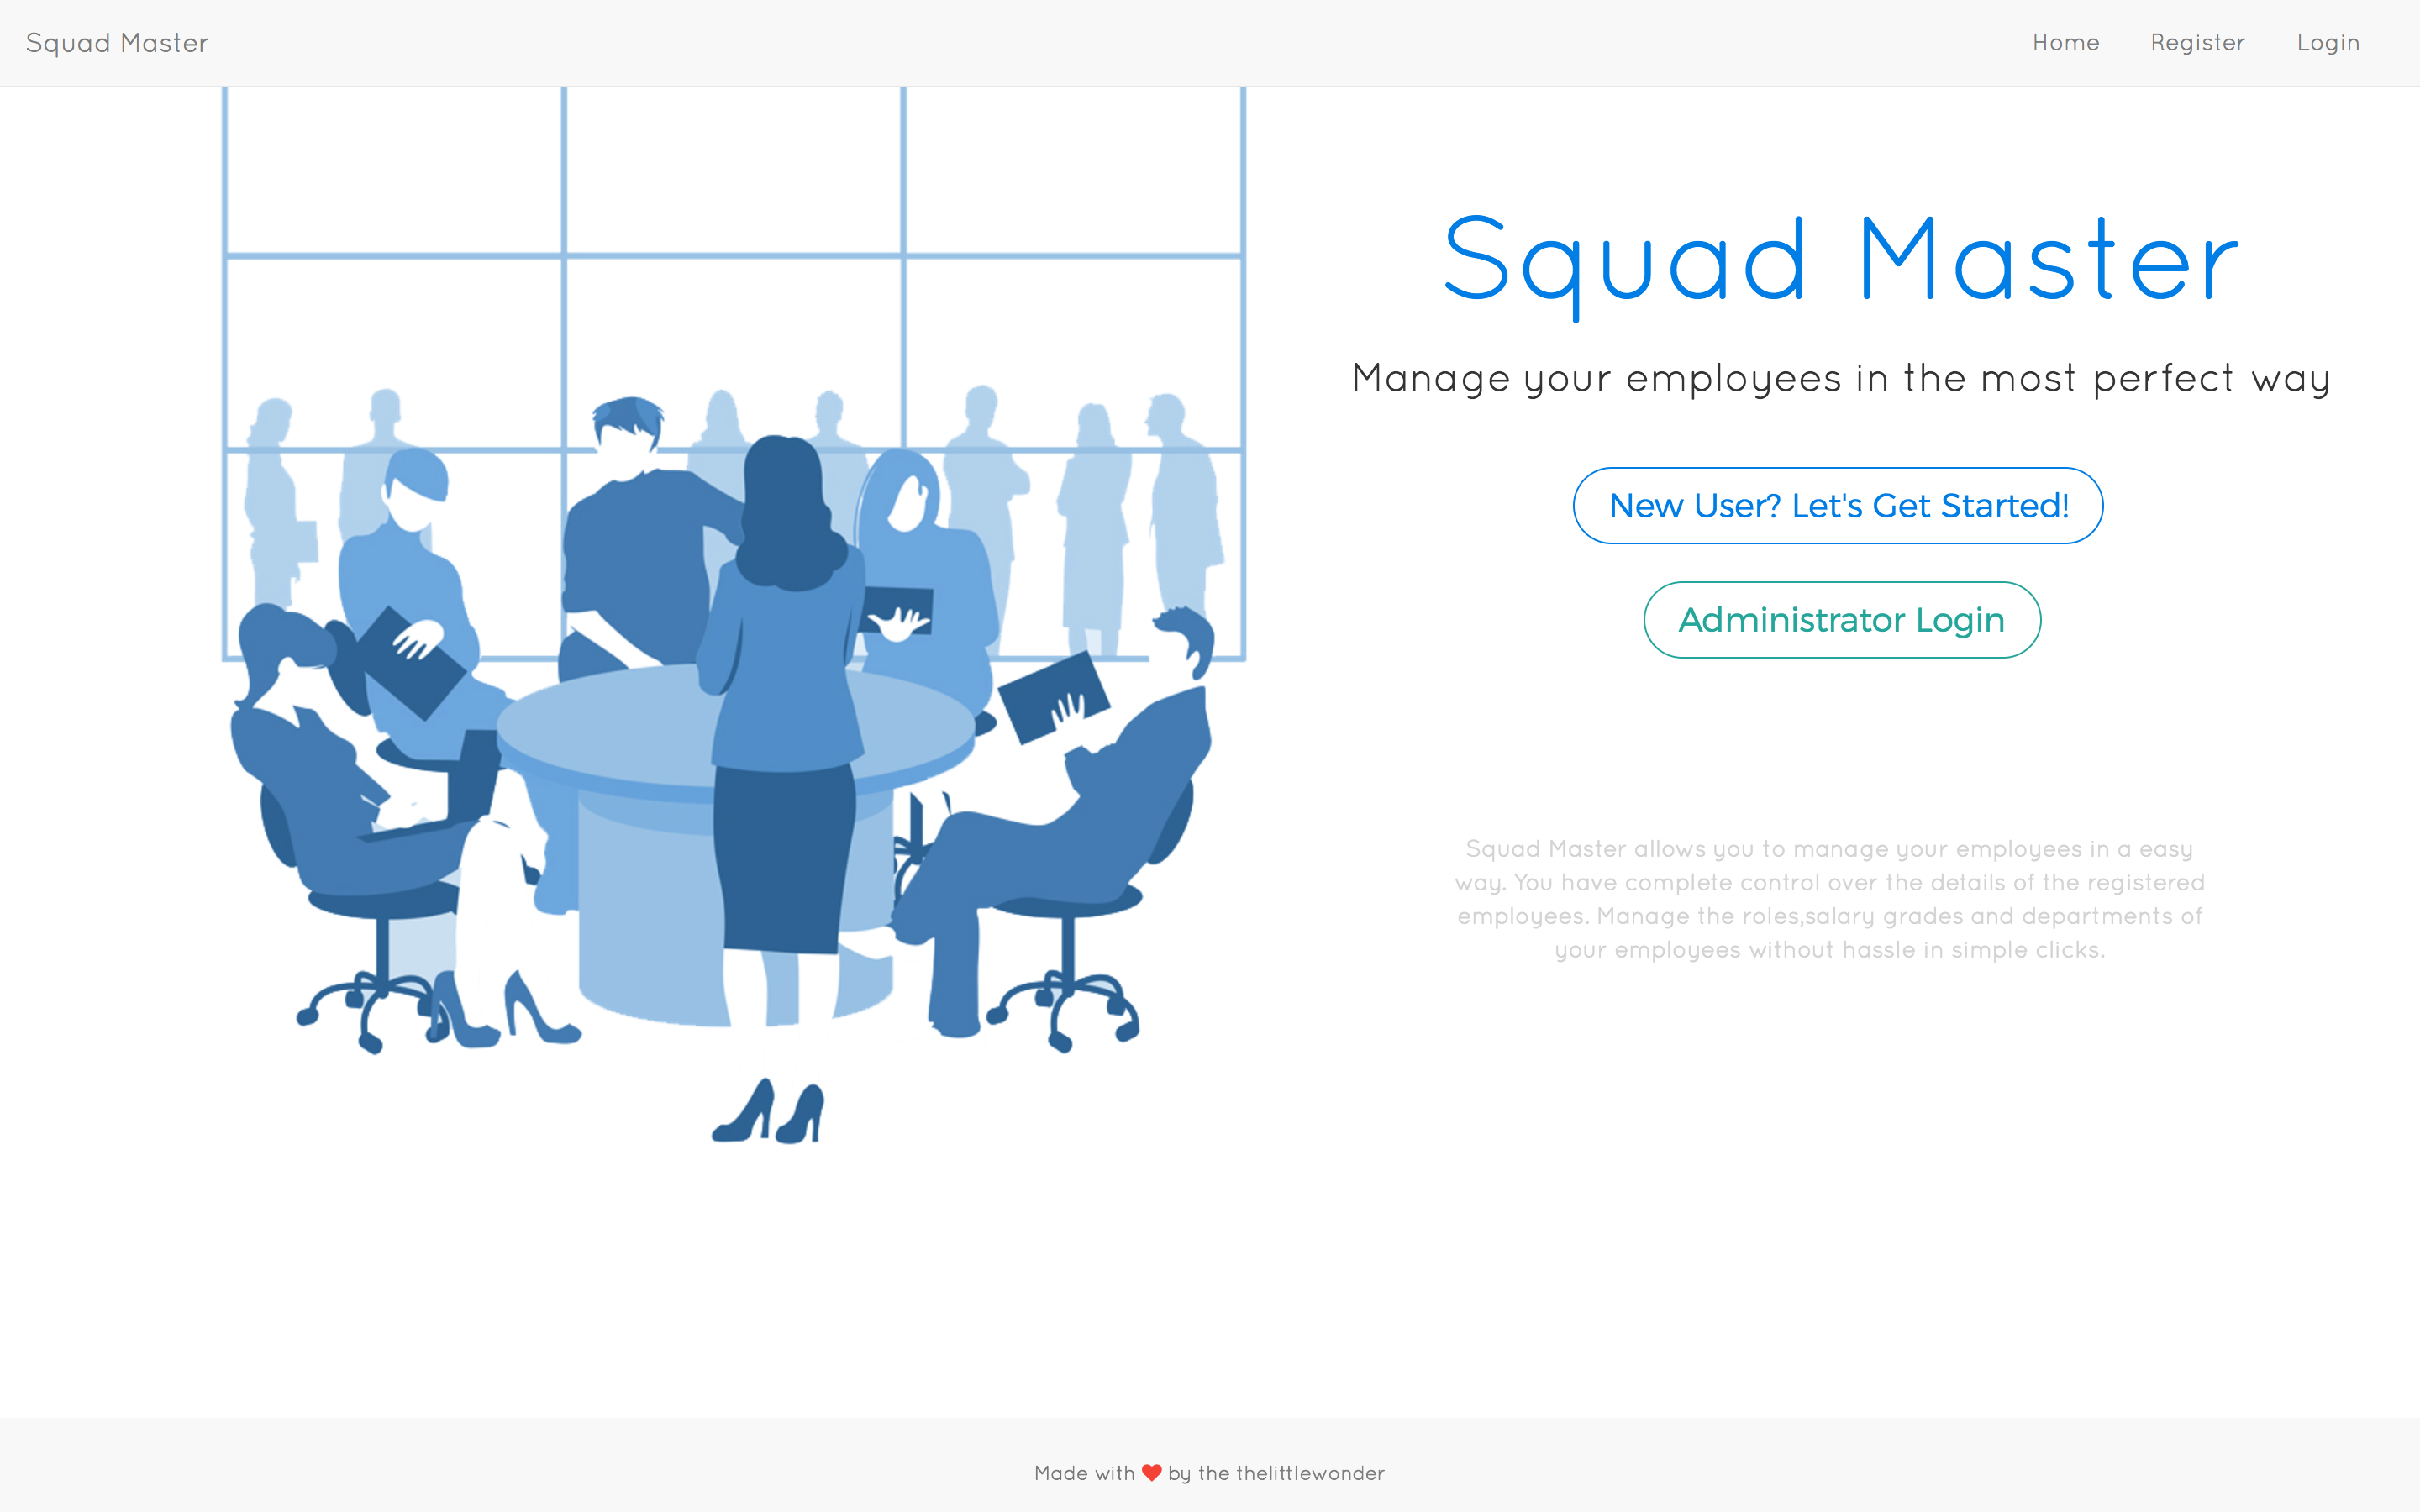 Squad Master
Home Register Login
Squad Master
Manage your employees in the most perfect way
New User? Let's Get Started!
Administrator Login
Squad Master allows you to manage your employees in a easy
way. You have complete control over the details of the registered
employees. Manage the roles,salary grades and departments of
your employees without hassle in simple clicks.
Made with ❤ by the thelittlewonder